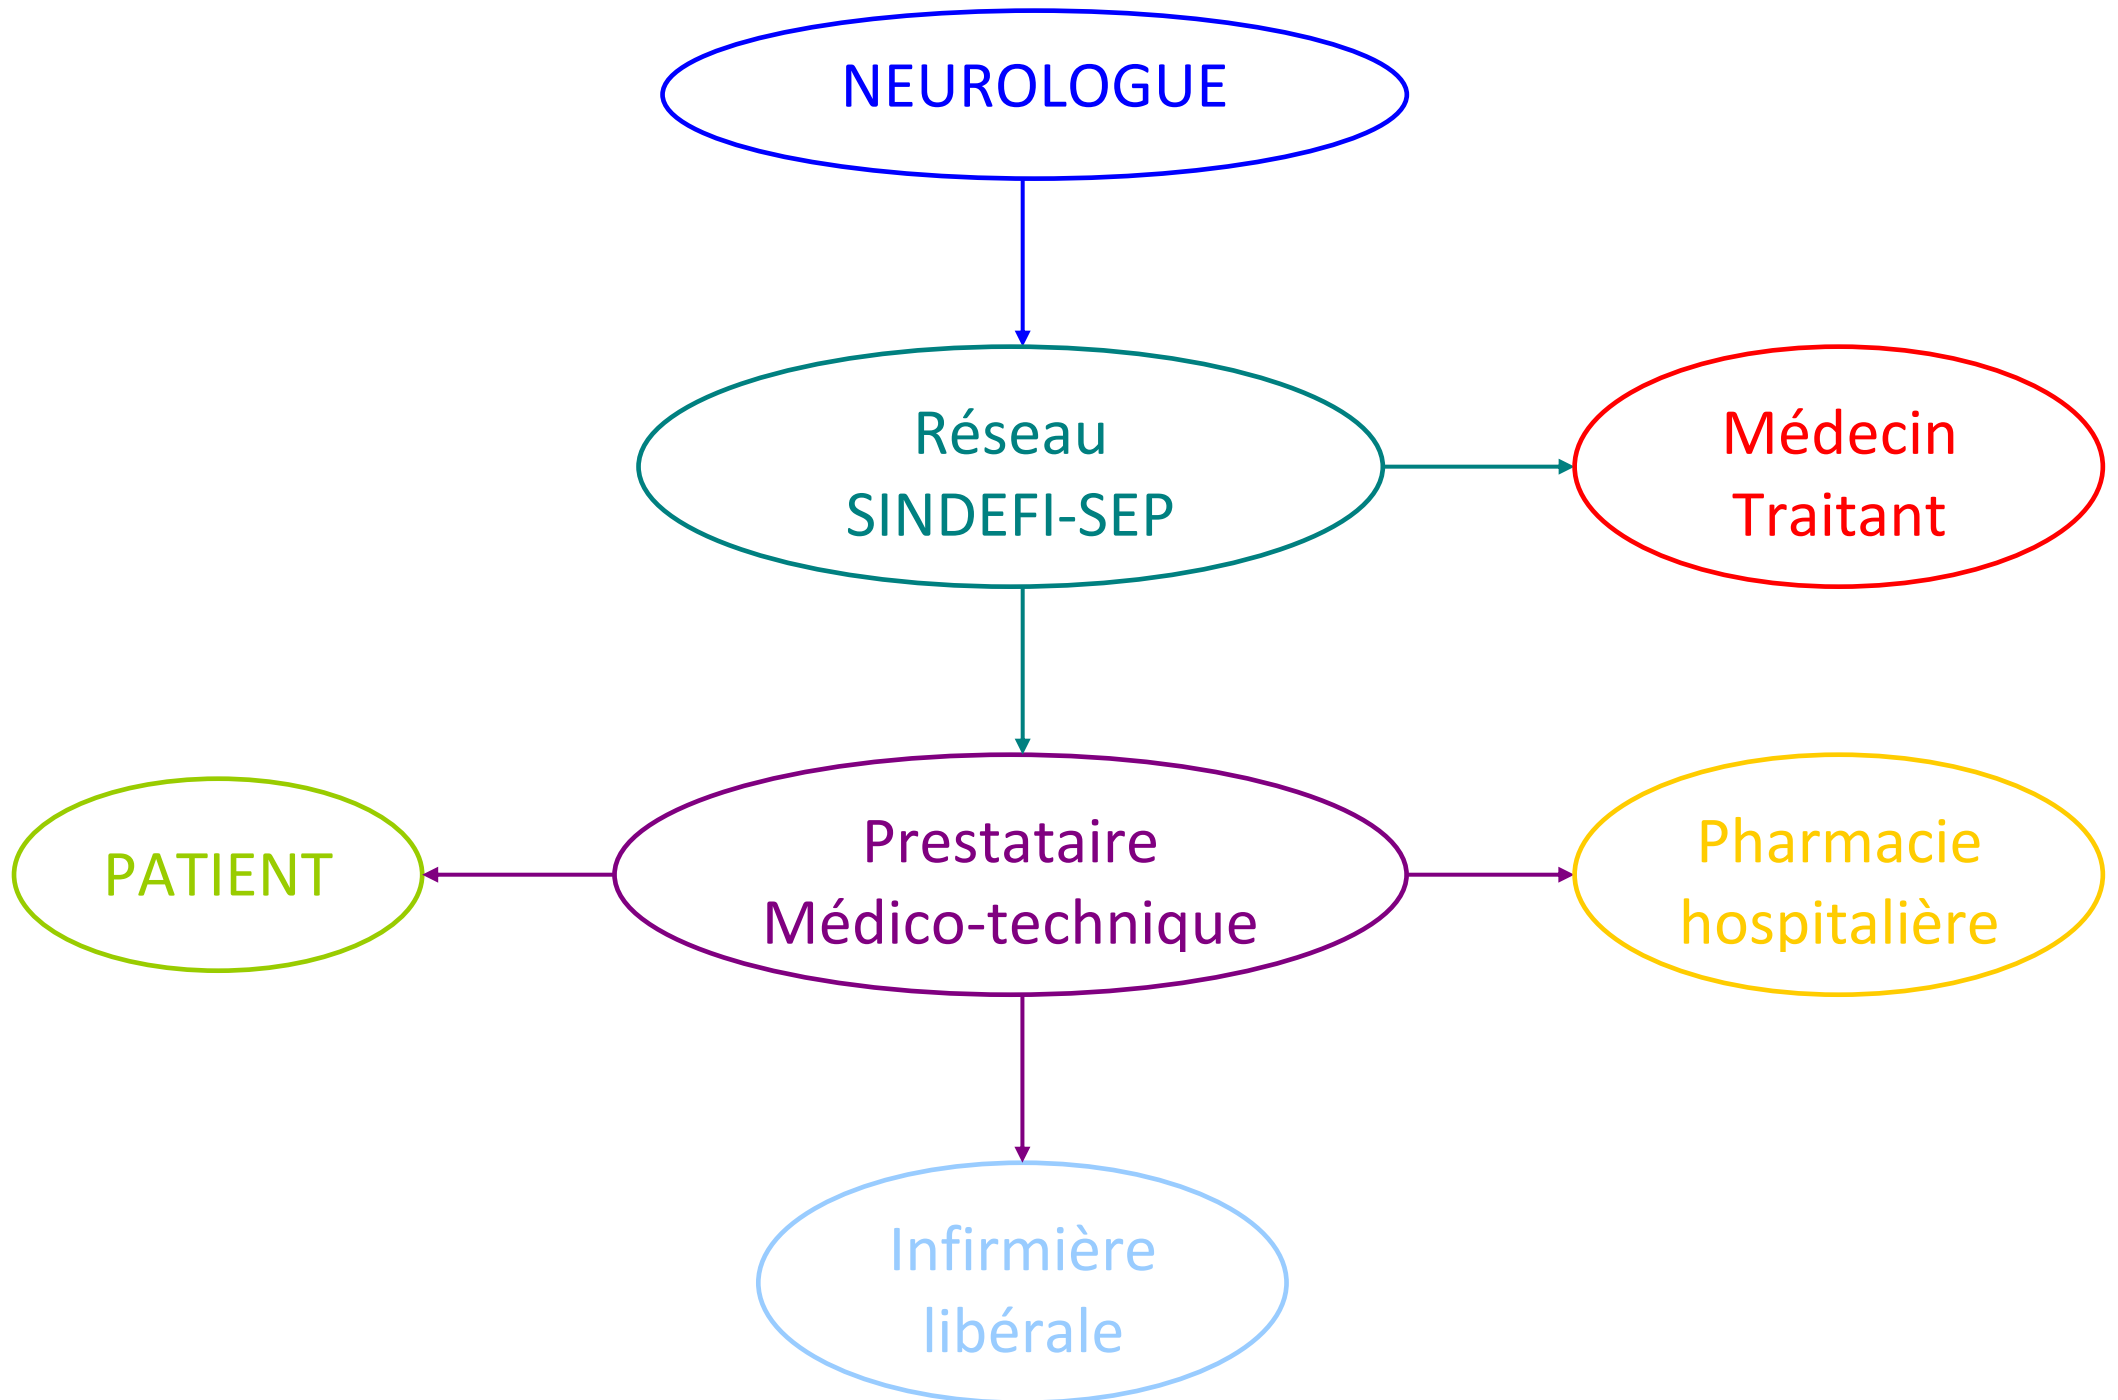 NEUROLOGUE
Réseau
SINDEFI-SEP
Médecin
Traitant
PATIENT
Prestataire
Médico-technique
Pharmacie
hospitalière
Infirmière
libérale